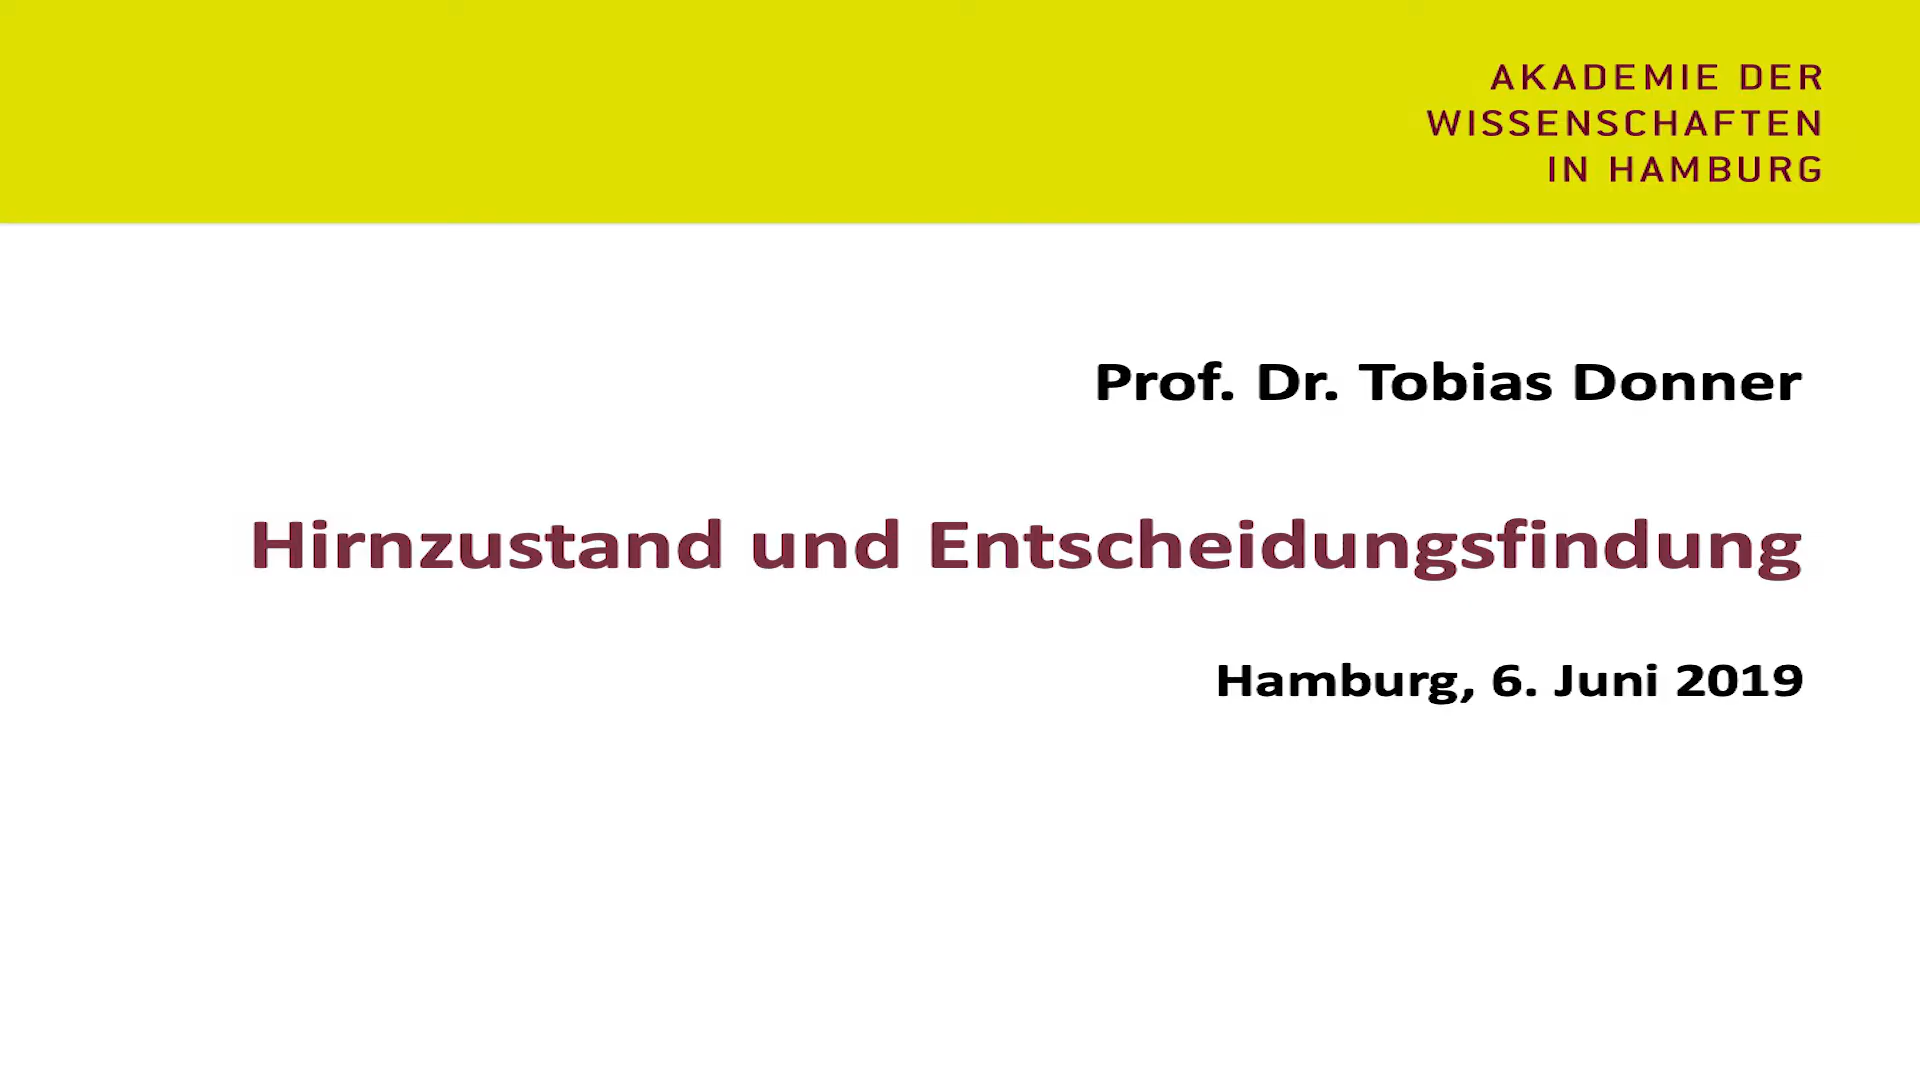 AKADEMIE DER
WISSENSCHAFTEN
IN HAMBURG
Prof. Dr. Tobias Donner
Hirnzustand und Entscheidungsfindung
Hamburg, 6. Juni 2019